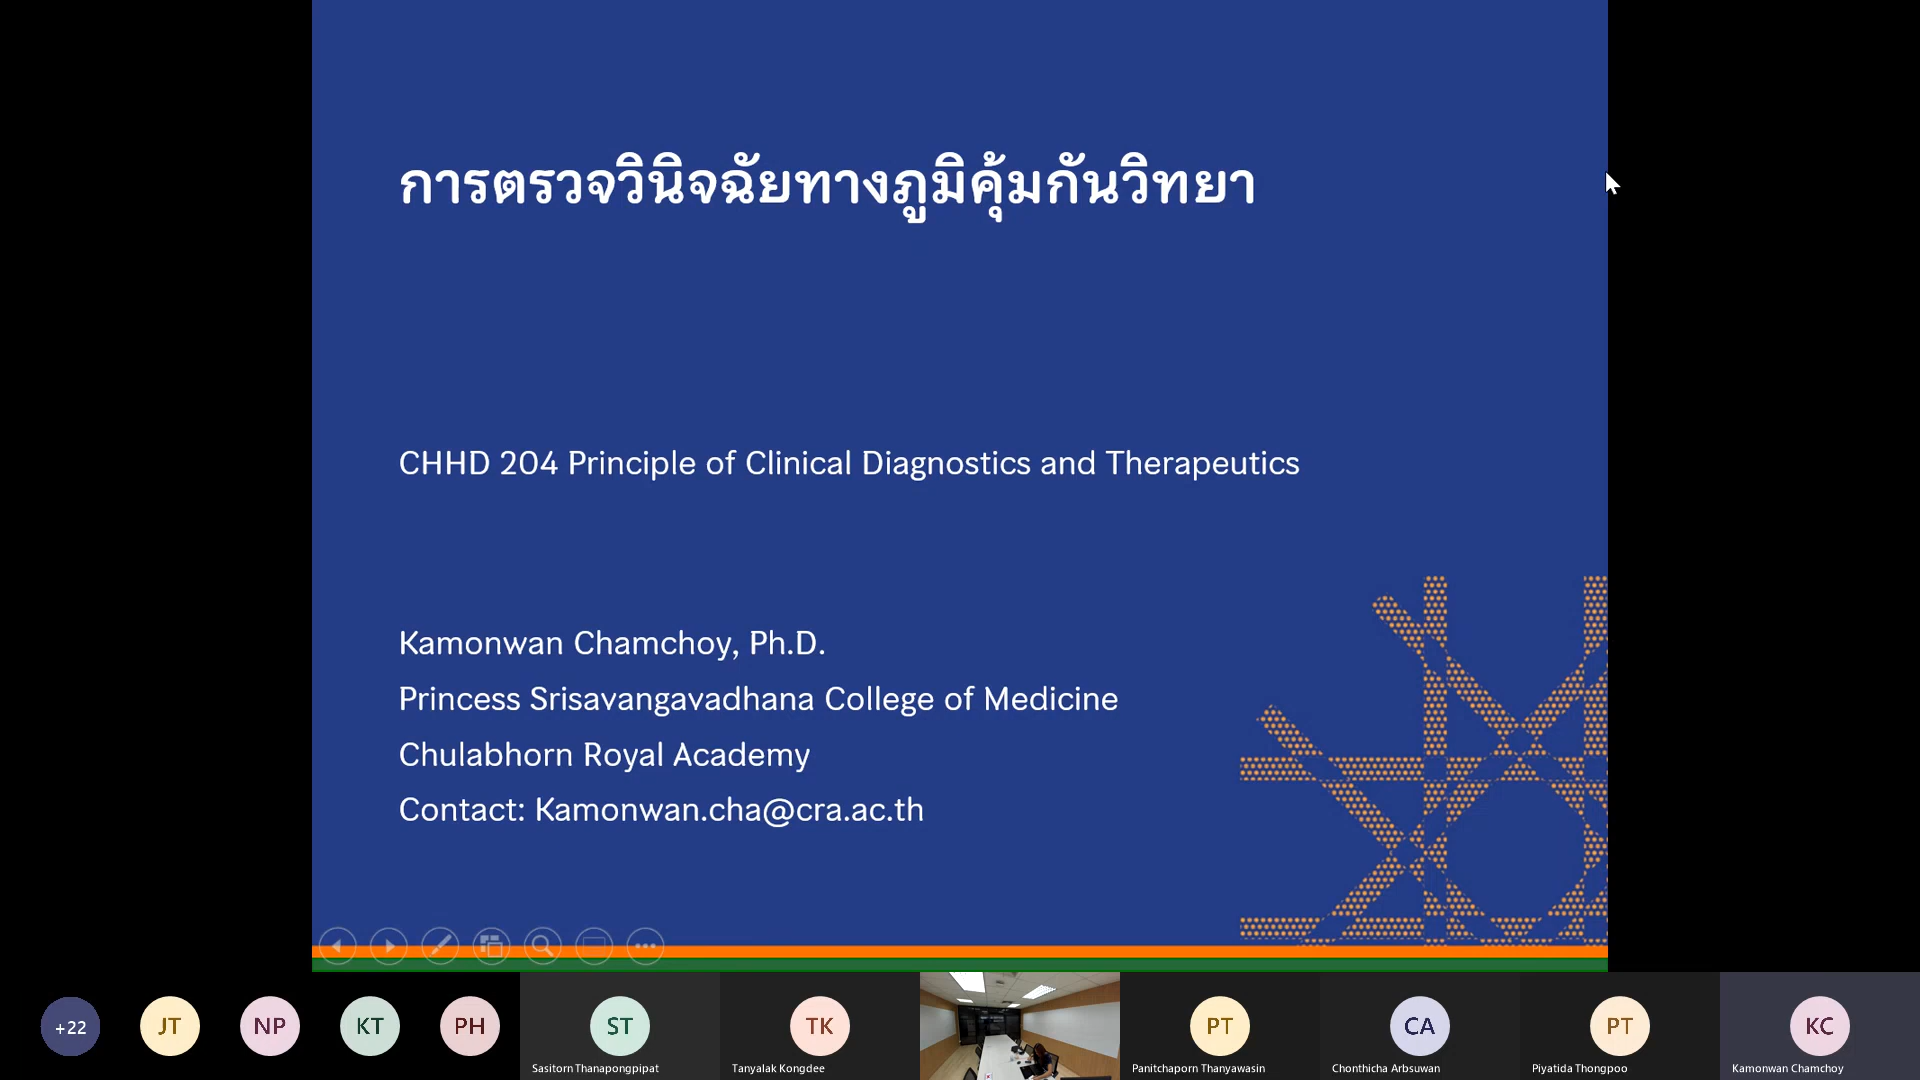 การตรวจวินิจฉัยทางภูมิคุ้มกันวิทยา
CHHD 204 Principle of Clinical Diagnostics and Therapeutics
Kamonwan Chamchoy, Ph.D.
Princess Srisavangavadhana College of Medicine
Chulabhorn Royal Academy
Contact: Kamonwan.cha@cra.ac.th
+22
JT
NP
KT
PH
ST
TK
PT
CA
PT
KC
Sasitorn Thanapongpipat
Tanyalak Kongdee
Panitchaporn Thanyawasin
Chonthicha Arbsuwan
Piyatida Thongpoo
Kamonwan Chamchoy